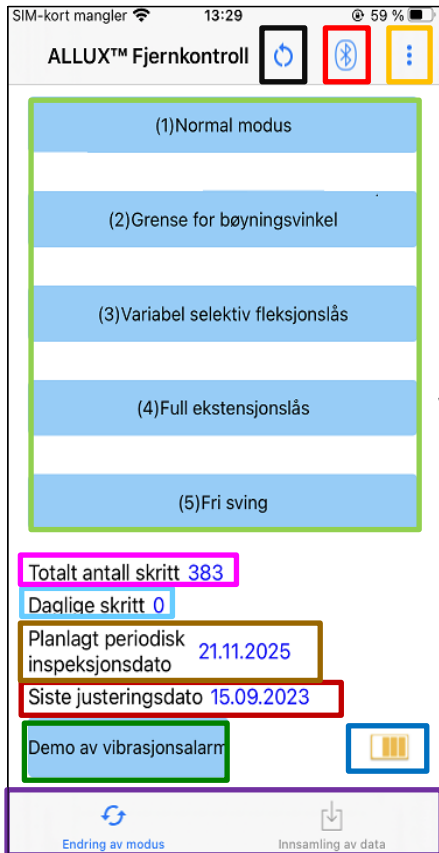 SIM-kort mangler 13:29 59 %
ALLUX™ Fjernkontroll
(1)Normal modus
(2)Grense for bøyningsvinkel
(3)Variabel selektiv fleksjonslås
(4)Full ekstensjonslås
(5)Fri sving
Totalt antall skritt 383
Daglige skritt 0
Planlagt periodisk
inspeksjonsdato 21.11.2025
Siste justeringsdato 15.09.2023
Demo av vibrasjonsalarm
Endring av modus Innsamling av data